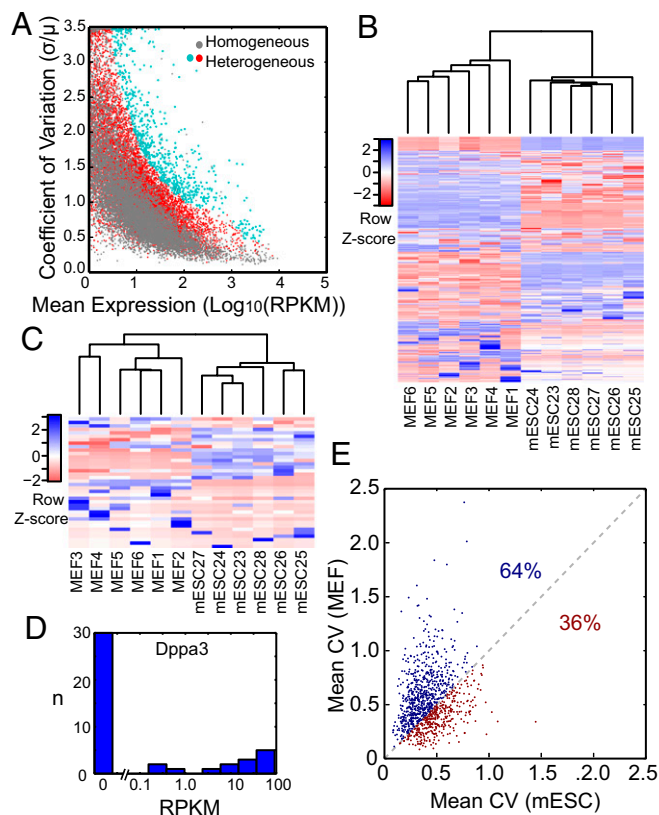 A
Coefficient of Variation (σ/μ)
3.5
3.0
2.5
2.0
1.5
1.0
0.5
0.0
0 1 2 3 4 5
Mean Expression (Log10(RPKM))
Homogeneous
Heterogeneous
B
2
0
−2
Row
Z-score
MEF6
MEF5
MEF2
MEF3
MEF4
MEF1
mESC24
mESC23
mESC28
mESC27
mESC26
mESC25
C
2
0
−2
Row
Z-score
MEF3
MEF4
MEF5
MEF6
MEF1
MEF2
mESC27
mESC24
mESC23
mESC28
mESC26
mESC25
D
Dppa3
n
30
20
10
0
0 0.1 1.0 10 100
RPKM
E
Mean CV (MEF)
2.5
2.0
1.5
1.0
0.5
0
64%
36%
0 0.5 1.0 1.5 2.0 2.5
Mean CV (mESC)